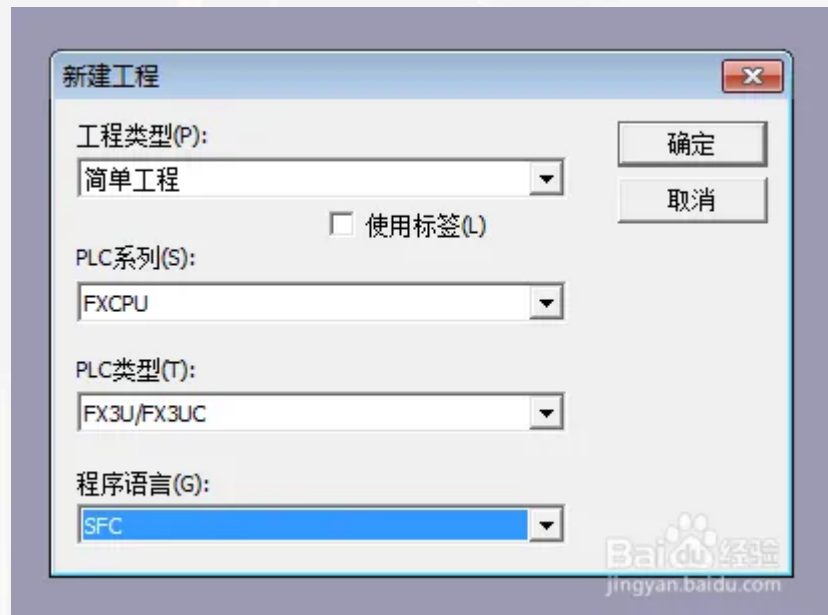 新建工程
工程类型(P):
确定
简单工程
取消
使用标签(L)
PLC系列(S):
FXCPU
PLC类型(T):
FX3U/FX3UC
程序语言(G):
SFC
Baidu经验
jingyan.baidu.com